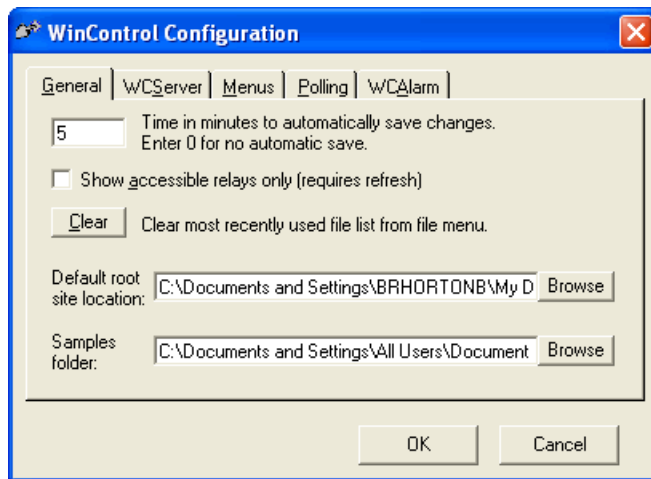 WinControl Configuration
General WCServer Menus Polling WCAlarm
5 Time in minutes to automatically save changes.
Enter 0 for no automatic save.
Show accessible relays only (requires refresh)
Clear Clear most recently used file list from file menu.
Default root
site location: C:\Documents and Settings\BRHORTONB\My D Browse
Samples
folder: C:\Documents and Settings\All Users\Document Browse
OK Cancel